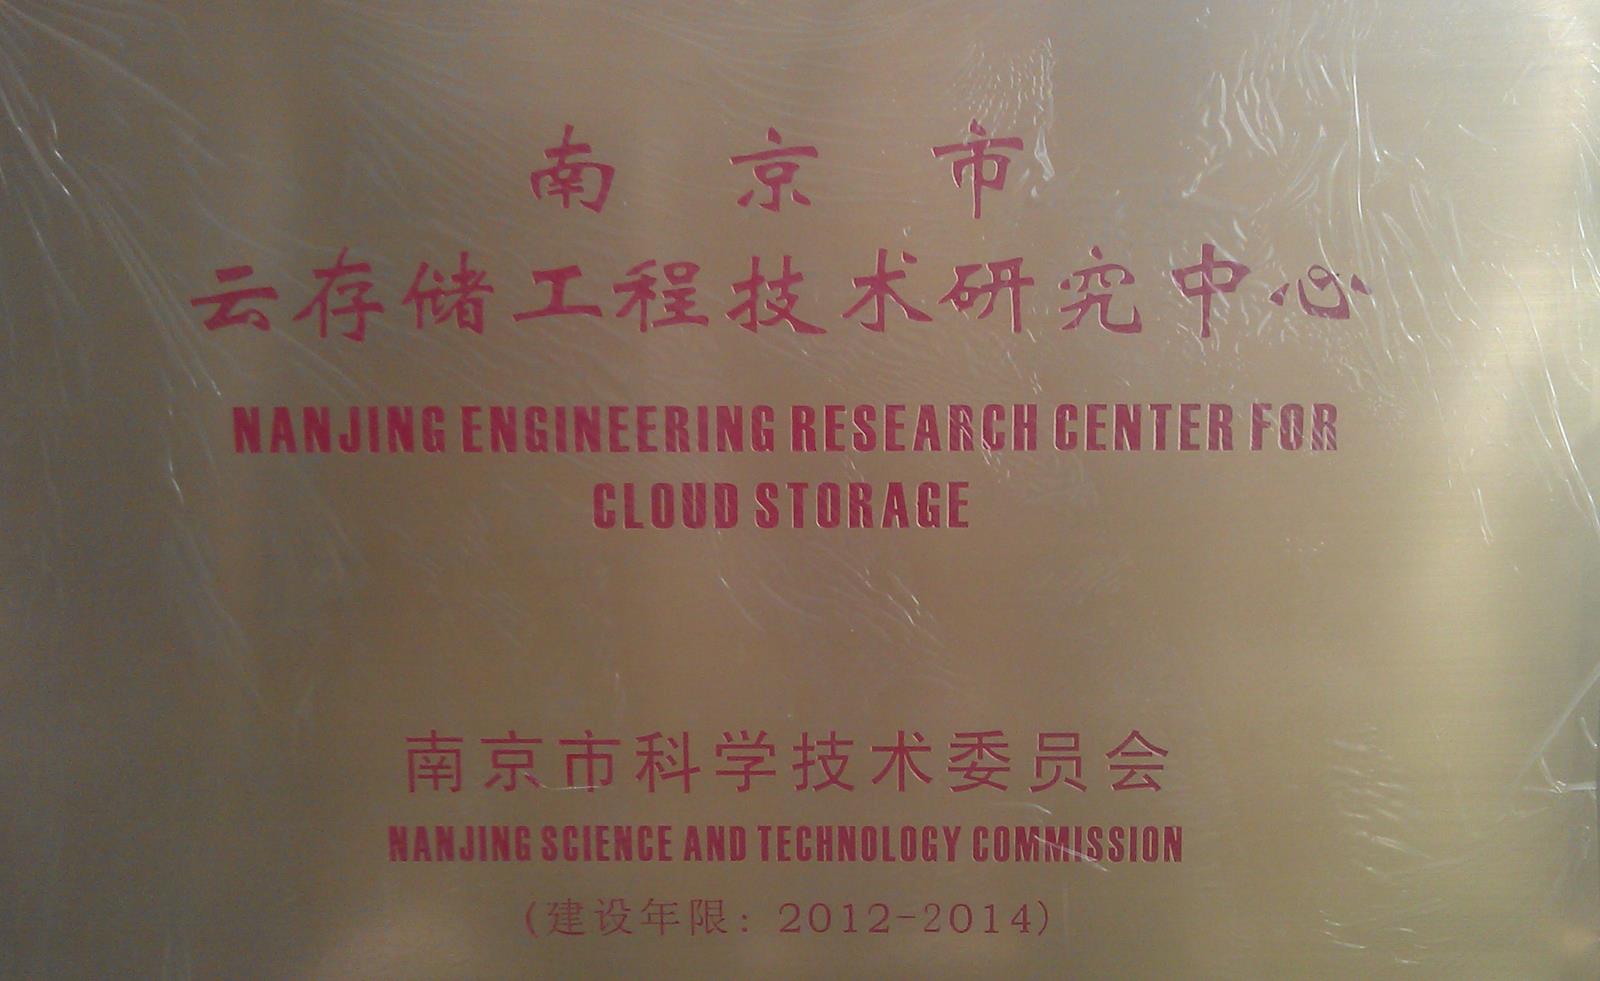 南京市
云存储工程技术研究中心
NANJING ENGINEERING RESEARCH CENTER FOR
CLOUD STORAGE
南京市科学技术委员会
NANJING SCIENCE AND TECHNOLOGY COMMISSION
(建设年限: 2012-2014)